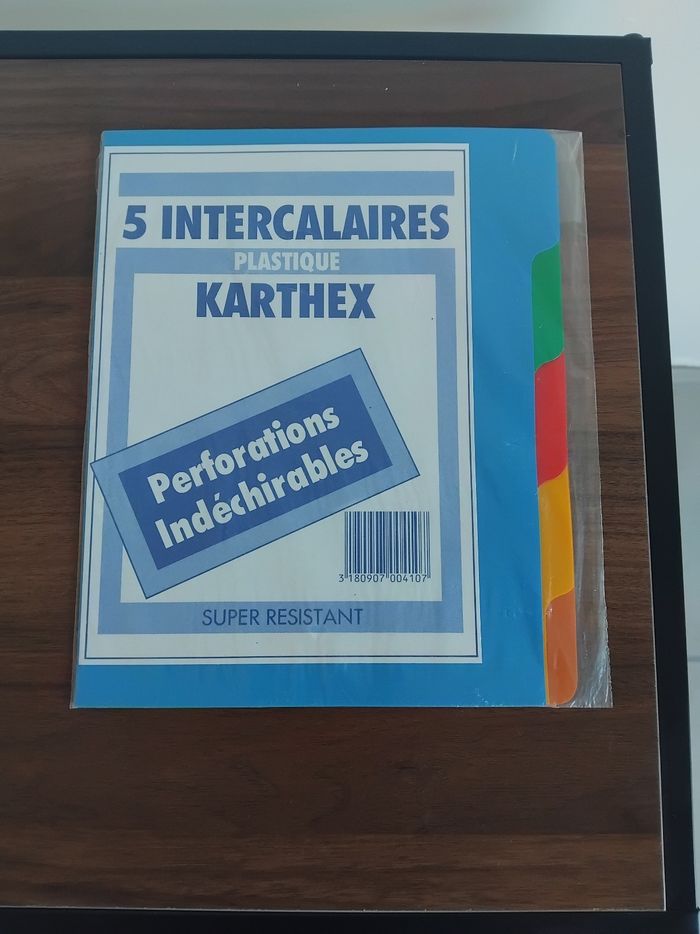 5 INTERCALAIRES
PLASTIQUE
KARTHEX
Perforations
Indéchirables
3 180907 004107
SUPER RESISTANT